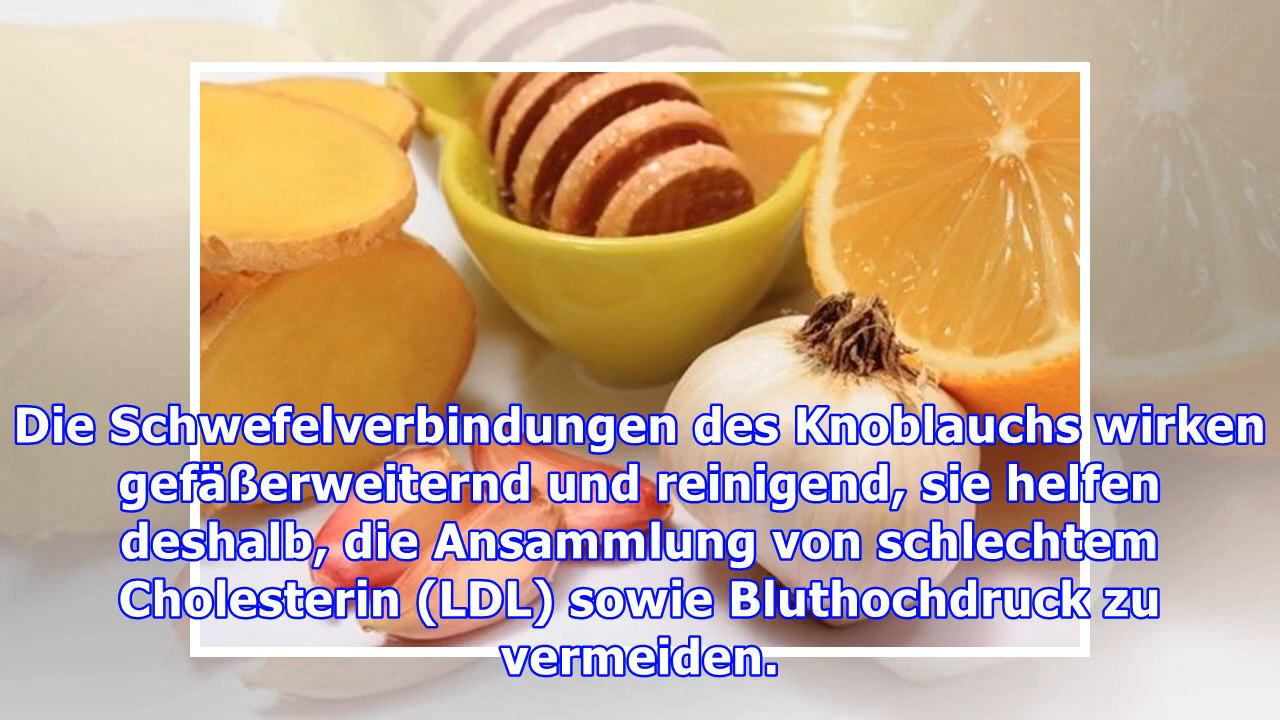 Die Schwefelverbindungen des Knoblauchs wirken
gefäßerweiternd und reinigend, sie helfen
deshalb, die Ansammlung von schlechtem
Cholesterin (LDL) sowie Bluthochdruck zu
vermeiden.